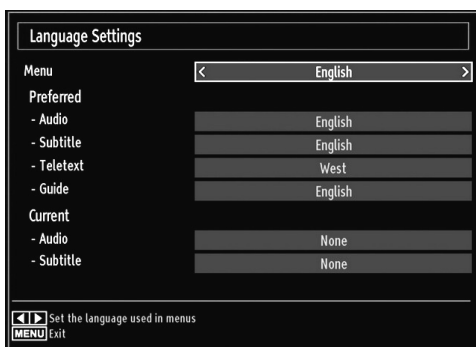 Language Settings
Menu < English >
Preferred
- Audio English
- Subtitle English
- Teletext West
- Guide English
Current
- Audio None
- Subtitle None
◀ ▶ Set the language used in menus
MENU Exit